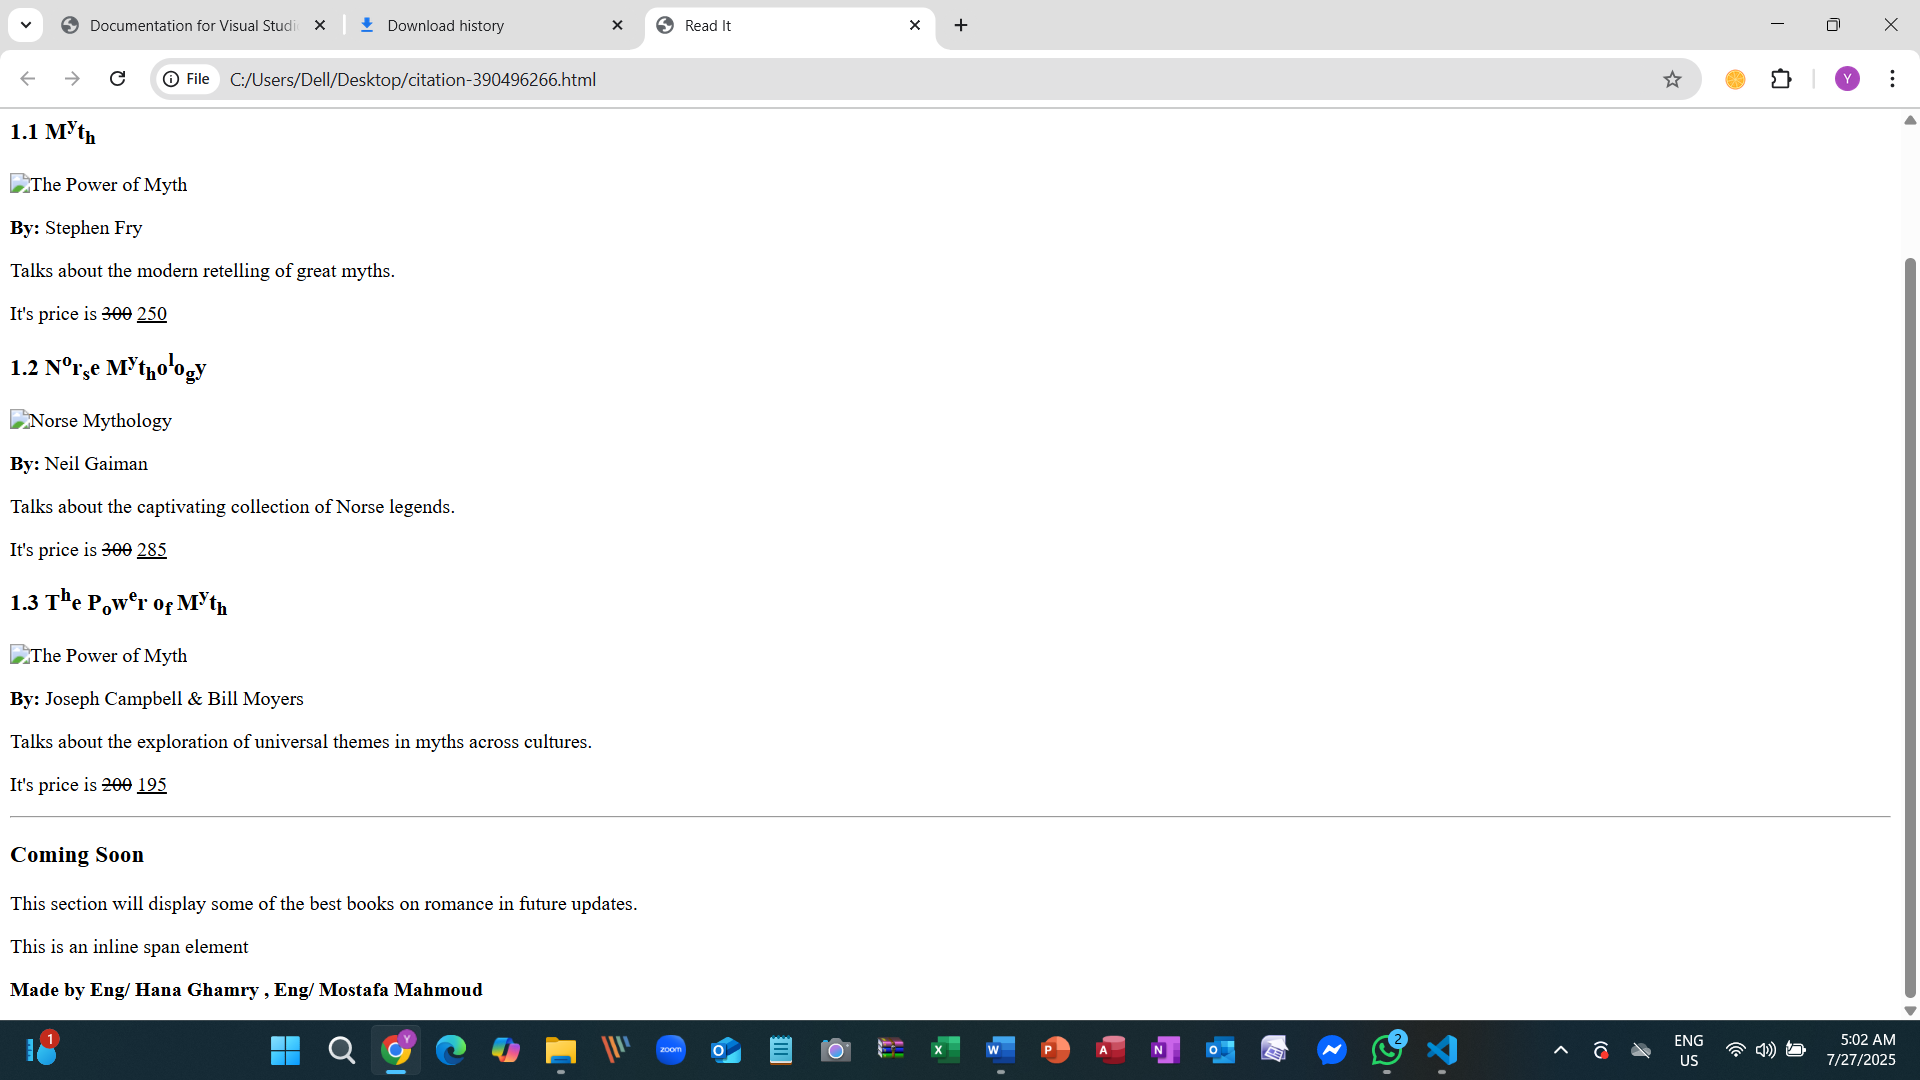 Documentation for Visual Studi
Download history
Read It
File
C:/Users/Dell/Desktop/citation-390496266.html
Y
1.1 Myth
The Power of Myth
By: Stephen Fry
Talks about the modern retelling of great myths.
It's price is 300 250
1.2 Norse Mythology
Norse Mythology
By: Neil Gaiman
Talks about the captivating collection of Norse legends.
It's price is 300 285
1.3 The Power of Myth
The Power of Myth
By: Joseph Campbell & Bill Moyers
Talks about the exploration of universal themes in myths across cultures.
It's price is 200 195
Coming Soon
This section will display some of the best books on romance in future updates.
This is an inline span element
Made by Eng/ Hana Ghamry , Eng/ Mostafa Mahmoud
1
Y
zoom
2
ENG
US
5:02 AM
7/27/2025